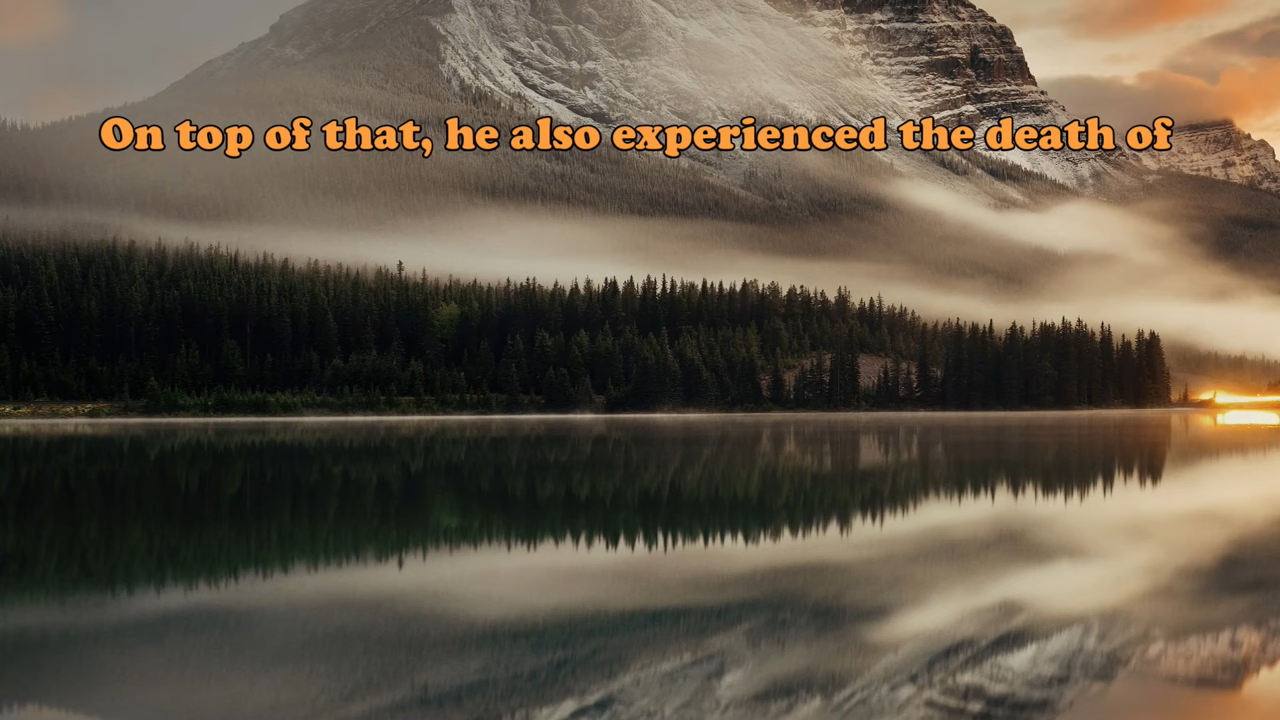 On top of that, he also experienced the death of